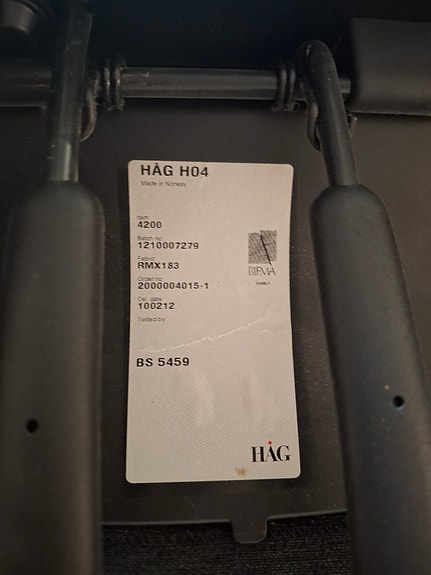 HÅG H04
Made in Norway
Item
4200
Batch no
1210007279
Fabric
RMX183
Order no
2000004015-1
Del. date
100212
Tested by
BIFMA
BS 5459
HÅG